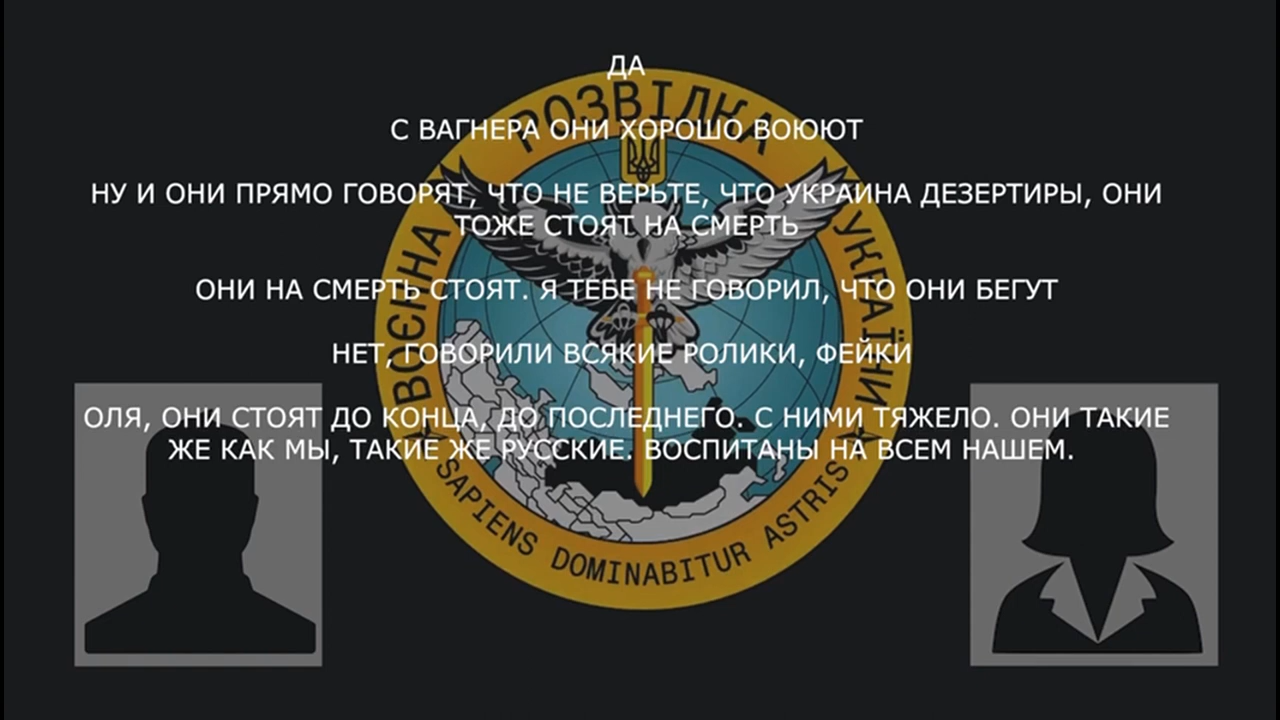 ДА
С ВАГНЕРА ОНИ ХОРОШО ВОЮЮТ
НУ И ОНИ ПРЯМО ГОВОРЯТ, ЧТО НЕ ВЕРЬТЕ, ЧТО УКРАИНА ДЕЗЕРТИРЫ, ОНИ
ТОЖЕ СТОЯТ НА СМЕРТЬ
ОНИ НА СМЕРТЬ СТОЯТ. Я ТЕБЕ НЕ ГОВОРИЛ, ЧТО ОНИ БЕГУТ
НЕТ, ГОВОРИЛИ ВСЯКИЕ РОЛИКИ, ФЕЙКИ
ОЛЯ, ОНИ СТОЯТ ДО КОНЦА, ДО ПОСЛЕДНЕГО. С НИМИ ТЯЖЕЛО. ОНИ ТАКИЕ
ЖЕ КАК МЫ, ТАКИЕ ЖЕ РУССКИЕ. ВОСПИТАНЫ НА ВСЕМ НАШЕМ.
ВОЄННА РОЗВІДКА УКРАЇНИ
SAPIENS DOMINABITUR ASTRIS